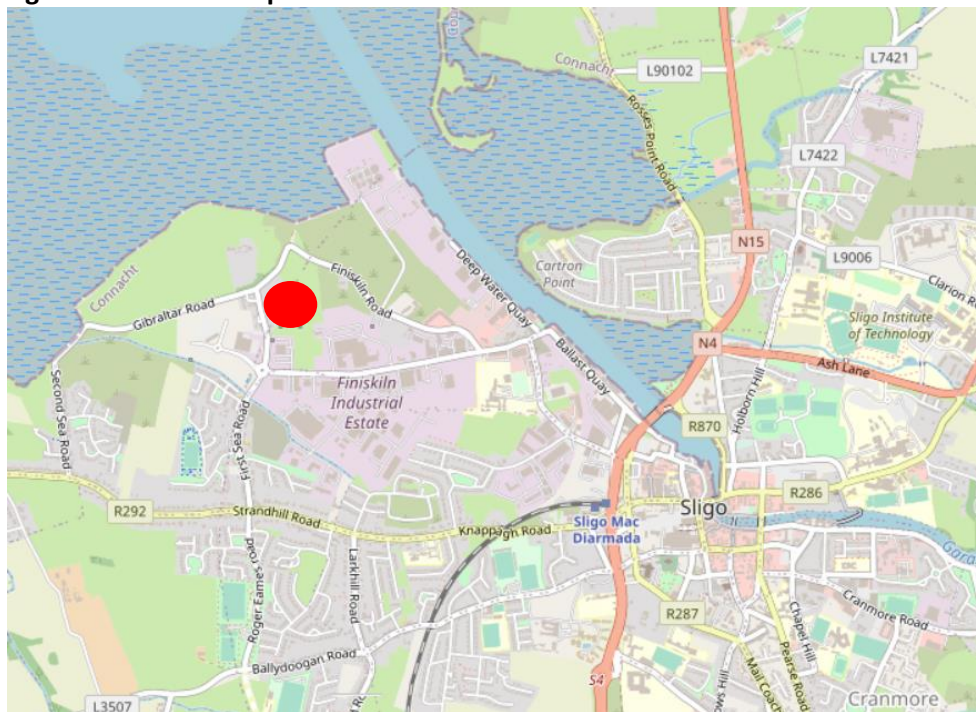 Connacht
L90102
L7421
Rosses Point Road
L7422
N15
L9006
Clarion
Sligo Institute
of Technology
Cartron
Point
Deep Water Quay
Finiskiln Road
Connacht
Gibraltar Road
Ballast Quay
N4
Ash Lane
Holborn Hill
Second Sea Road
First Sea Road
Finiskiln
Industrial
Estate
R870
R292
Strandhill Road
Knappagh Road
Sligo Mac
Diarmada
Sligo
R286
Larkhill Road
Roger Eames road
Ballydoogan Road
R287
Chapel Hill
Cranmore Road
Pearse Road
Mail Coach
L3507
S4
Cranmore